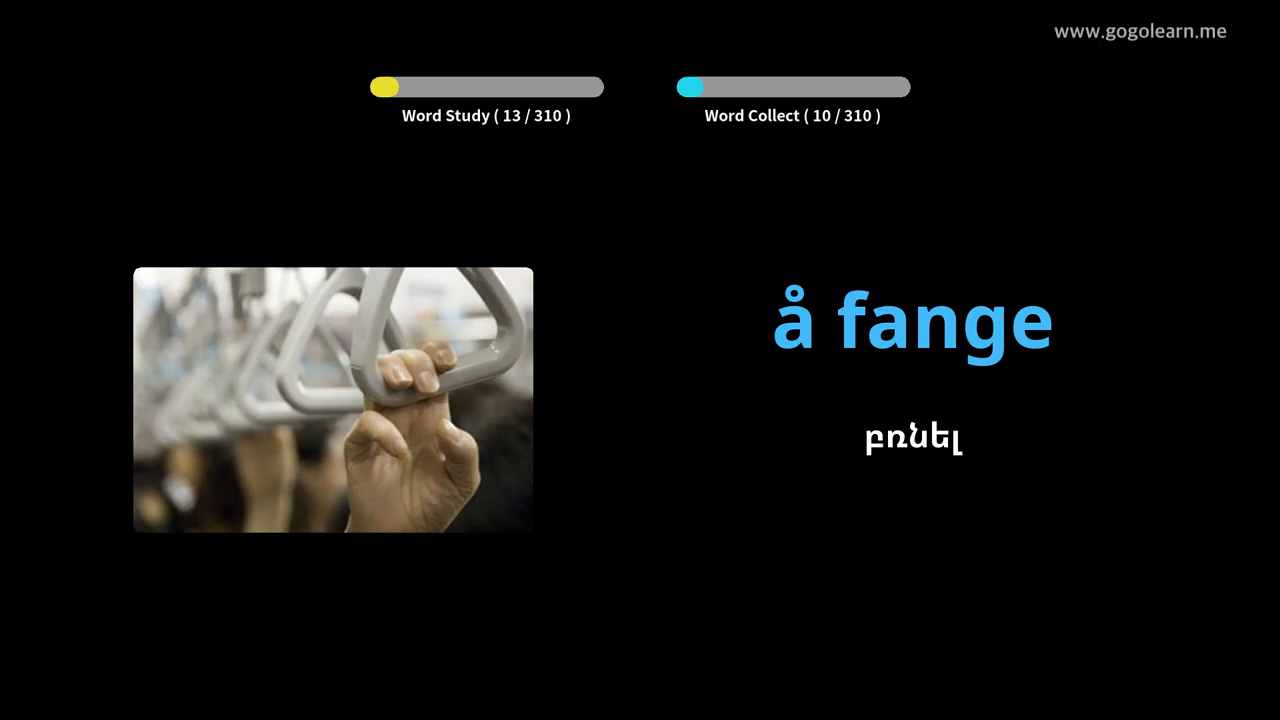 www.gogolearn.me
Word Study ( 13 / 310 )
Word Collect ( 10 / 310 )
å fange
բռնել